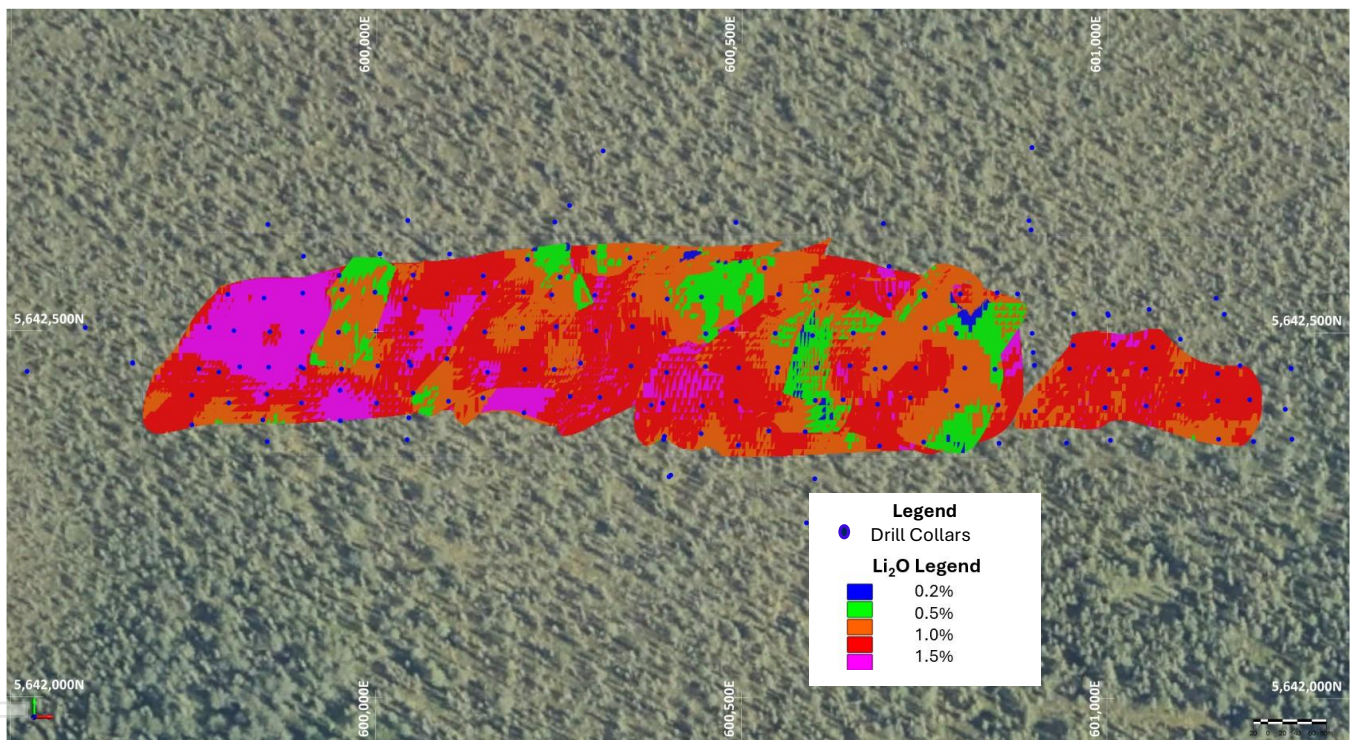 600,000E
600,500E
601,000E
5,642,500N
5,642,500N
Legend
Drill Collars
Li₂O Legend
0.2%
0.5%
1.0%
1.5%
5,642,000N
5,642,000N
600,000E
600,500E
601,000E